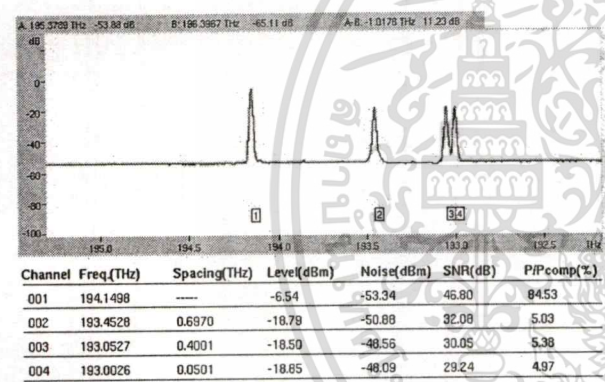 A: 195.3789 THz -53.88 dB B: 196.3967 THz -65.11 dB A-B: -1.0178 THz 11.23 dB
dB
0
-20
-40
-60
-80
-100
1 2 3 4
195.0 194.5 194.0 193.5 193.0 192.5 THz
Channel Freq.(THz) Spacing(THz) Level(dBm) Noise(dBm) SNR(dB) P/Pcomp(%)
001 194.1498 ----- -6.54 -53.34 46.80 84.53
002 193.4528 0.6970 -18.79 -50.88 32.08 5.03
003 193.0527 0.4001 -18.50 -48.56 30.05 5.38
004 193.0026 0.0501 -18.85 -48.09 29.24 4.97